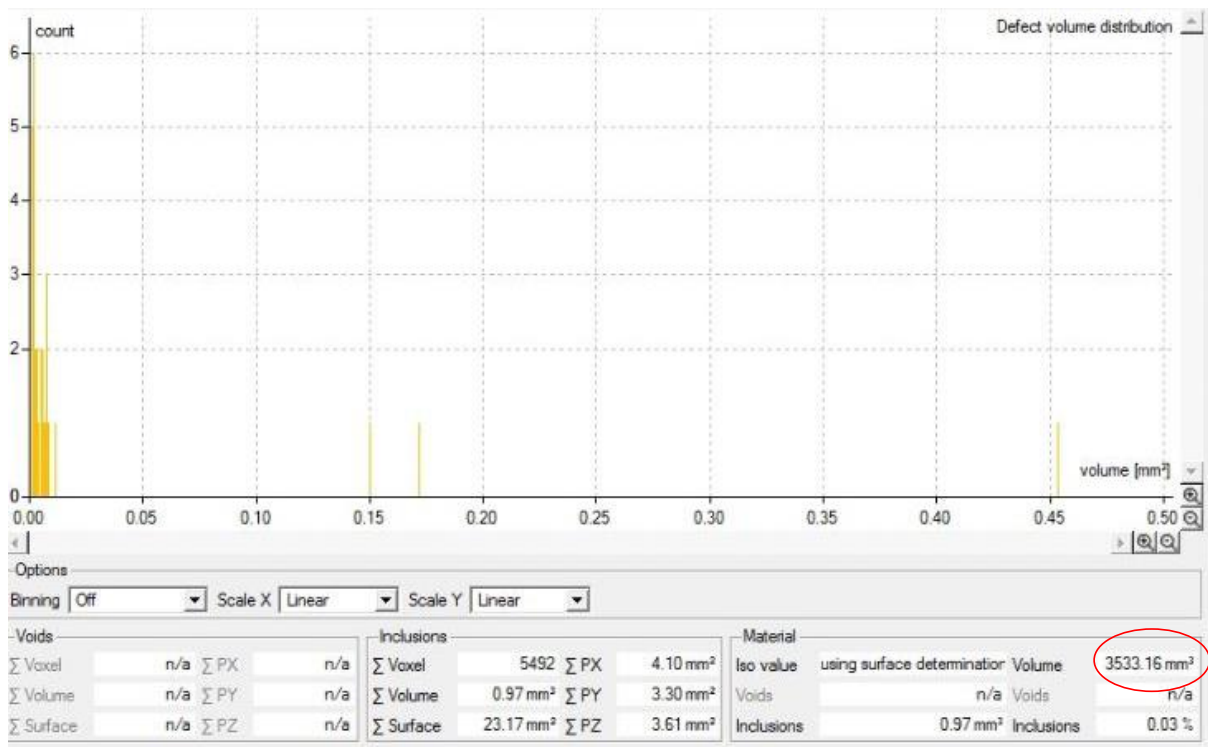 count
Defect volume distribution
6
5
4
3
2
0
volume [mm³]
0.00 0.05 0.10 0.15 0.20 0.25 0.30 0.35 0.40 0.45 0.50
Options
Binning Off Scale X Linear Scale Y Linear
Voids Inclusions Material
∑ Voxel n/a ∑ PX n/a ∑ Voxel 5492 ∑ PX 4.10 mm² Iso value using surface determination Volume 3533.16 mm³
∑ Volume n/a ∑ PY n/a ∑ Volume 0.97 mm³ ∑ PY 3.30 mm² Voids n/a Voids n/a
∑ Surface n/a ∑ PZ n/a ∑ Surface 23.17 mm² ∑ PZ 3.61 mm² Inclusions 0.97 mm³ Inclusions 0.03 %